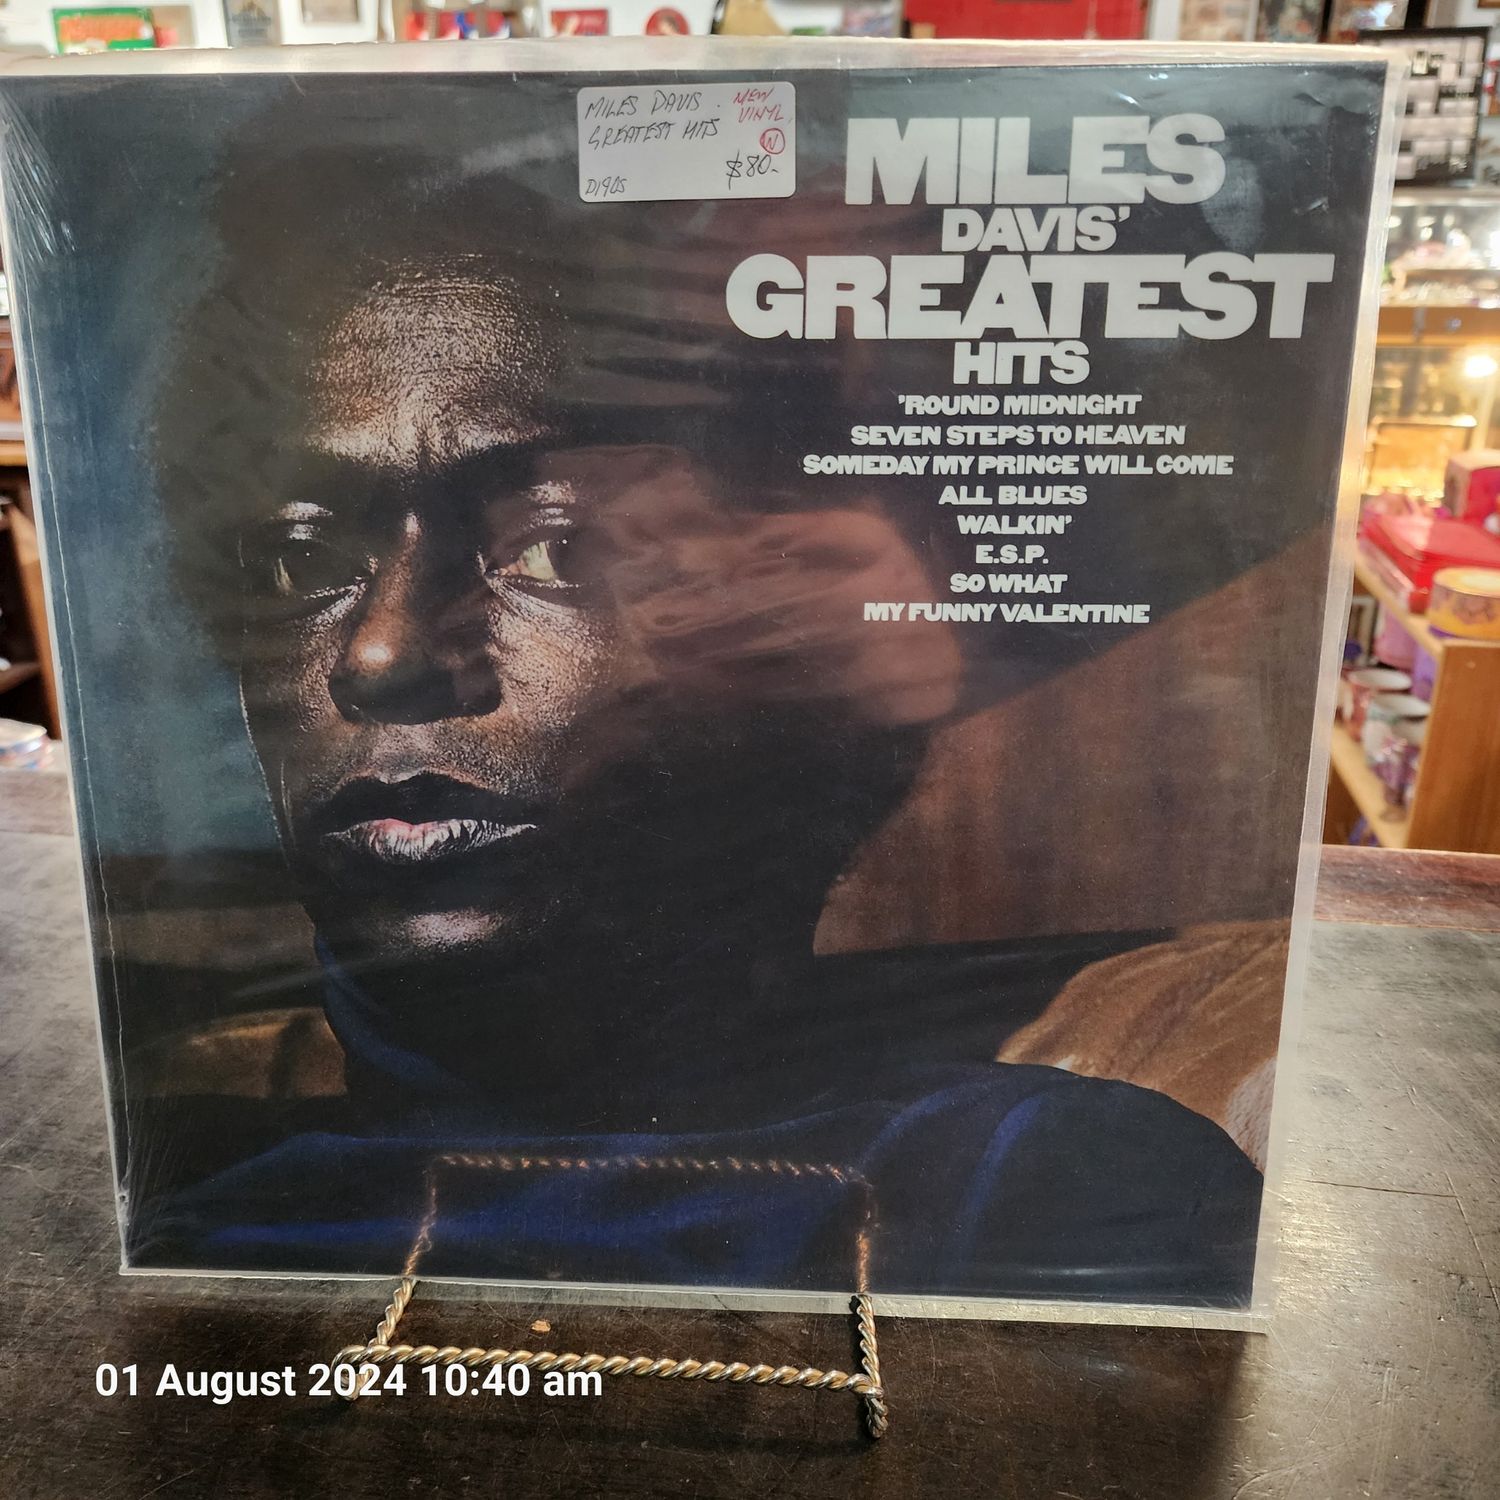 MILES DAVIS.
GREATEST HITS
NEW
VINYL
N
$80-
D190S
MILES
DAVIS'
GREATEST
HITS
'ROUND MIDNIGHT
SEVEN STEPS TO HEAVEN
SOMEDAY MY PRINCE WILL COME
ALL BLUES
WALKIN'
E.S.P.
SO WHAT
MY FUNNY VALENTINE
01 August 2024 10:40 am